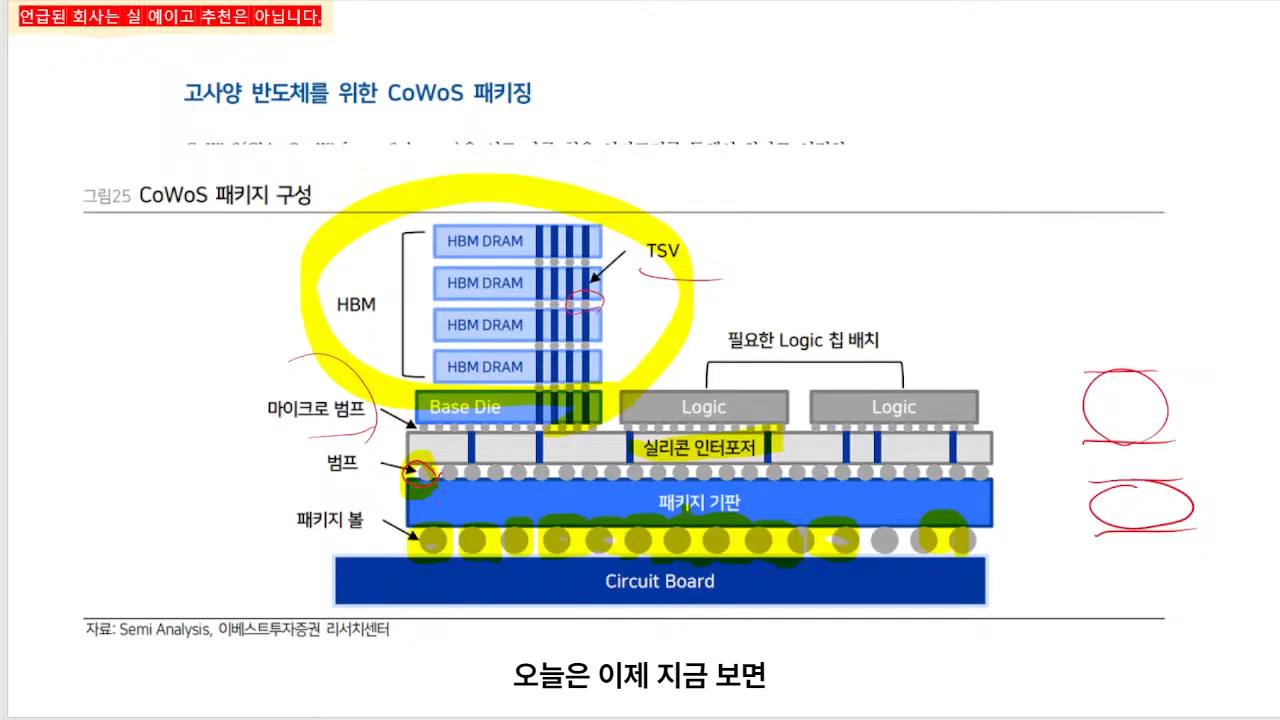 언급된 회사는 실 예이고 추천은 아닙니다.
고사양 반도체를 위한 CoWoS 패키징
그림25 CoWoS 패키지 구성
HBM DRAM
TSV
HBM DRAM
HBM
HBM DRAM
필요한 Logic 칩 배치
HBM DRAM
마이크로 범프
Base Die
Logic
Logic
실리콘 인터포저
범프
패키지 기판
패키지 볼
Circuit Board
자료: Semi Analysis, 이베스트투자증권 리서치센터
오늘은 이제 지금 보면